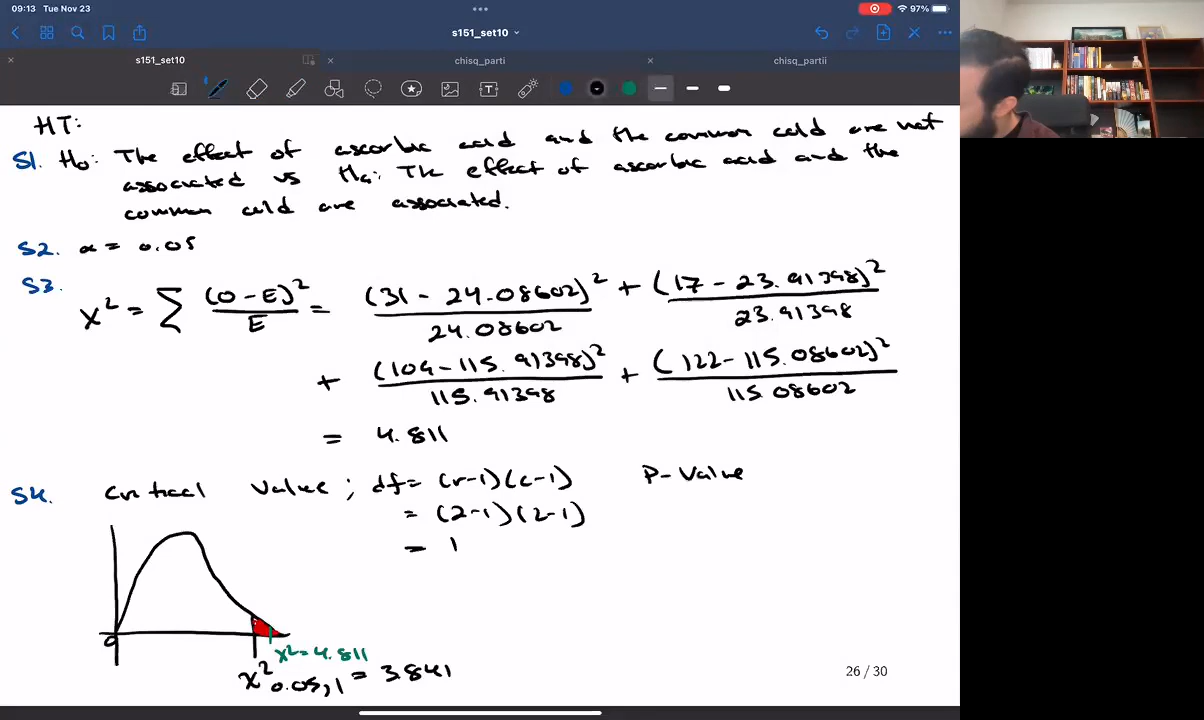 09:13 Tue Nov 23
97%
s151_set10
s151_set10
chisq_parti
chisq_partii
HT:
S1. H₀: The effect of ascorbic acid and the common cold are not
associated vs Hₐ: The effect of ascorbic acid and the
common cold are associated.
S2. α = 0.05
S3.
X² = ∑ (O-E)²/E = (31 - 24.08602)²/24.08602 + (17 - 23.91398)²/23.91398
+ (109 - 115.91398)²/115.91398 + (122 - 115.08602)²/115.08602
= 4.811
S4. Critical Value; df = (r-1)(c-1)
= (2-1)(2-1)
= 1
P-Value
0
X² = 4.811
X²0.05,1 = 3.841
26 / 30